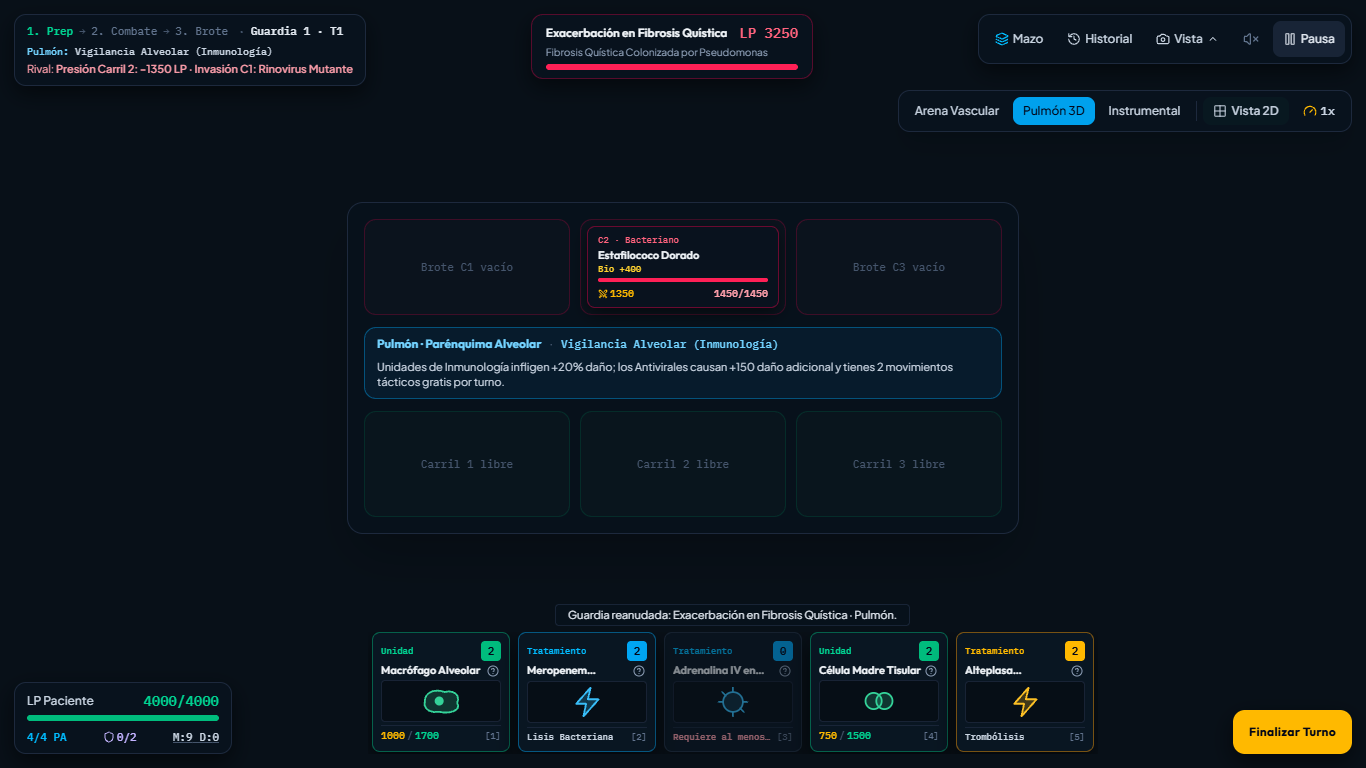 1. Prep → 2. Combate → 3. Brote · Guardia 1 - T1
Pulmón: Vigilancia Alveolar (Inmunología)
Rival: Presión Carril 2: -1350 LP · Invasión C1: Rinovirus Mutante
Exacerbación en Fibrosis Quística LP 3250
Fibrosis Quística Colonizada por Pseudomonas
Mazo Historial Vista Pausa
Arena Vascular Pulmón 3D Instrumental Vista 2D 1x
Brote C1 vacío
C2 · Bacteriano
Estafilococo Dorado
Bio +400
1350 1450/1450
Brote C3 vacío
Pulmón · Parénquima Alveolar · Vigilancia Alveolar (Inmunología)
Unidades de Inmunología infligen +20% daño; los Antivirales causan +150 daño adicional y tienes 2 movimientos
tácticos gratis por turno.
Carril 1 libre
Carril 2 libre
Carril 3 libre
Guardia reanudada: Exacerbación en Fibrosis Quística · Pulmón.
Unidad 2
Macrófago Alveolar
1000 / 1700 [1]
Tratamiento 2
Meropenem...
Lisis Bacteriana [2]
Tratamiento 0
Adrenalina IV en...
Requiere al menos… [3]
Unidad 2
Célula Madre Tisular
750 / 1500 [4]
Tratamiento 2
Alteplasa...
Trombólisis [5]
LP Paciente 4000/4000
4/4 PA 0/2 M:9 D:0
Finalizar Turno